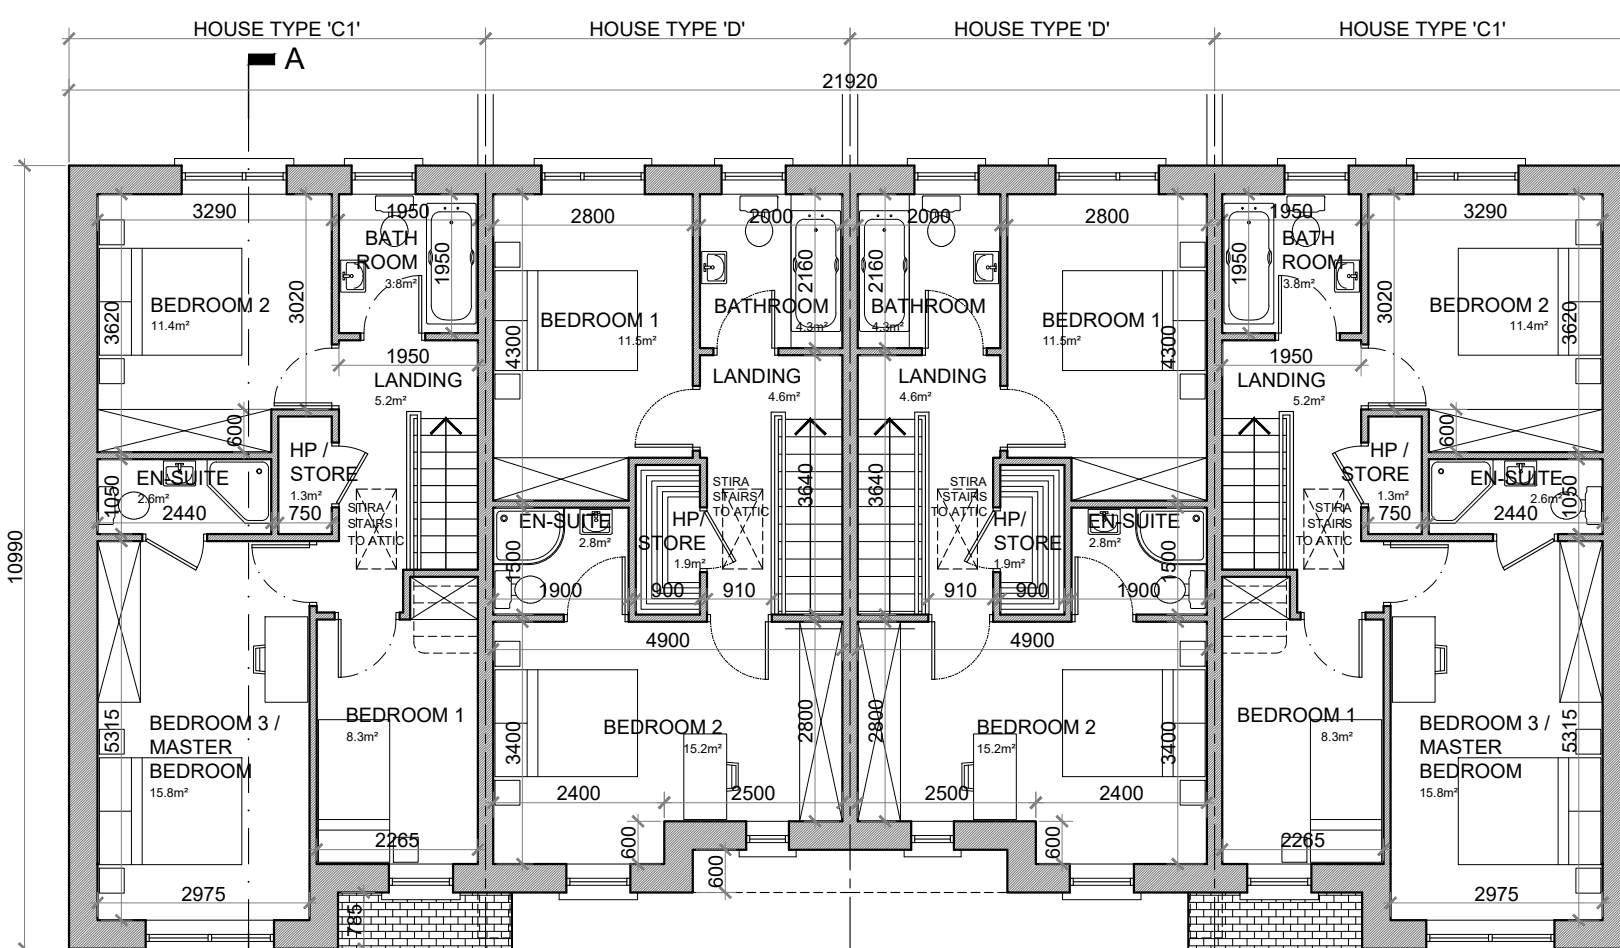 HOUSE TYPE 'C1'
HOUSE TYPE 'D'
HOUSE TYPE 'D'
HOUSE TYPE 'C1'
A
21920
10990
3290
1950
2800
2000
2000
2800
1950
3290
BATH
ROOM
3.8m²
1950
BEDROOM 2
11.4m²
3620
3020
1950
LANDING
5.2m²
600
HP /
STORE
1.3m²
750
EN-SUITE
2.6m²
1050
2440
STIRA
STAIRS
TO ATTIC
BEDROOM 3 /
MASTER
BEDROOM
15.8m²
5315
2975
BEDROOM 1
8.3m²
2265
785
BEDROOM 1
11.5m²
4300
BATHROOM
4.3m²
2160
LANDING
4.6m²
3640
STIRA
STAIRS
TO ATTIC
EN-SUITE
2.8m²
1500
1900
HP/
STORE
1.9m²
900
910
4900
BEDROOM 2
15.2m²
3400
2800
2400
2500
600
600
BATHROOM
4.3m²
2160
BEDROOM 1
11.5m²
4300
LANDING
4.6m²
3640
STIRA
STAIRS
TO ATTIC
HP/
STORE
1.9m²
EN-SUITE
2.8m²
1500
910
900
1900
4900
BEDROOM 2
15.2m²
2800
3400
2500
2400
600
BATH
ROOM
3.8m²
1950
BEDROOM 2
11.4m²
3020
3620
1950
LANDING
5.2m²
600
HP /
STORE
1.3m²
750
EN-SUITE
2.6m²
1050
2440
STIRA
STAIRS
TO ATTIC
BEDROOM 1
8.3m²
2265
BEDROOM 3 /
MASTER
BEDROOM
15.8m²
5315
2975